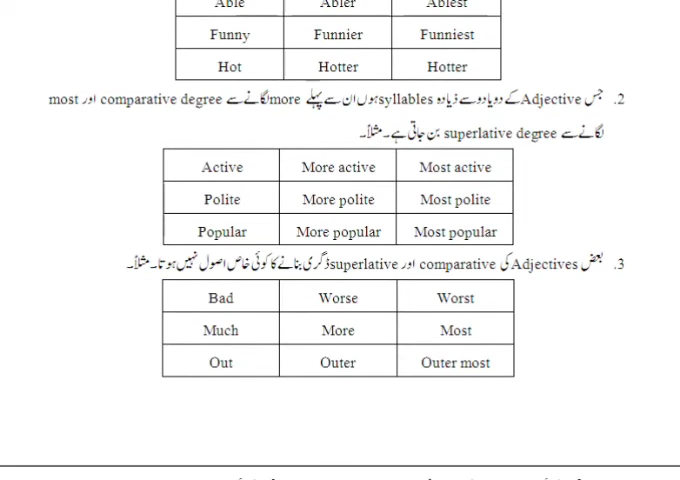 Able Abler Ablest
Funny Funnier Funniest
Hot Hotter Hotter
2. جس Adjective کے دو یا دو سے ذیادہ syllables ہوں ان سے پہلے more لگانے سے comparative degree اور most
لگانے سے superlative degree بن جاتی ہے۔ مثلاً۔
Active More active Most active
Polite More polite Most polite
Popular More popular Most popular
3. بعض Adjectives کی comparative اور superlative ڈگری بنانے کا کوئی خاص اصول نہیں ہوتا۔ مثلاً۔
Bad Worse Worst
Much More Most
Out Outer Outer most